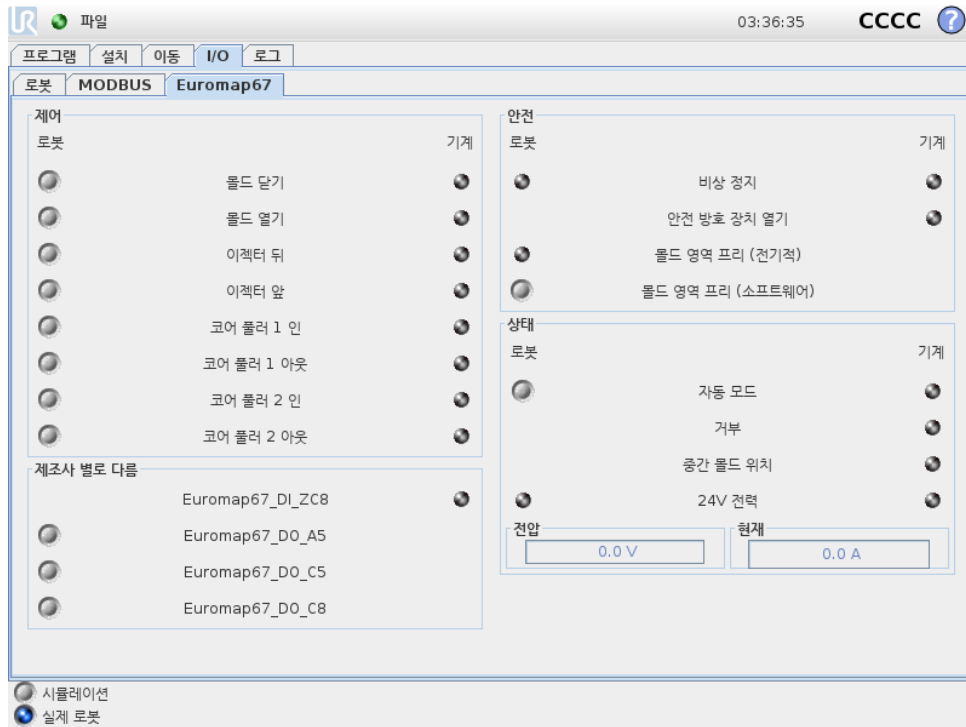 UR 파일 03:36:35 CCCC ?
프로그램 설치 이동 I/O 로그
로봇 MODBUS Euromap67
제어
로봇 기계
몰드 닫기
몰드 열기
이젝터 뒤
이젝터 앞
코어 풀러 1 인
코어 풀러 1 아웃
코어 풀러 2 인
코어 풀러 2 아웃
제조사 별로 다름
Euromap67_DI_ZC8
Euromap67_DO_A5
Euromap67_DO_C5
Euromap67_DO_C8
안전
로봇 기계
비상 정지
안전 방호 장치 열기
몰드 영역 프리 (전기적)
몰드 영역 프리 (소프트웨어)
상태
로봇 기계
자동 모드
거부
중간 몰드 위치
24V 전력
전압 현재
0.0 V 0.0 A
시뮬레이션
실제 로봇